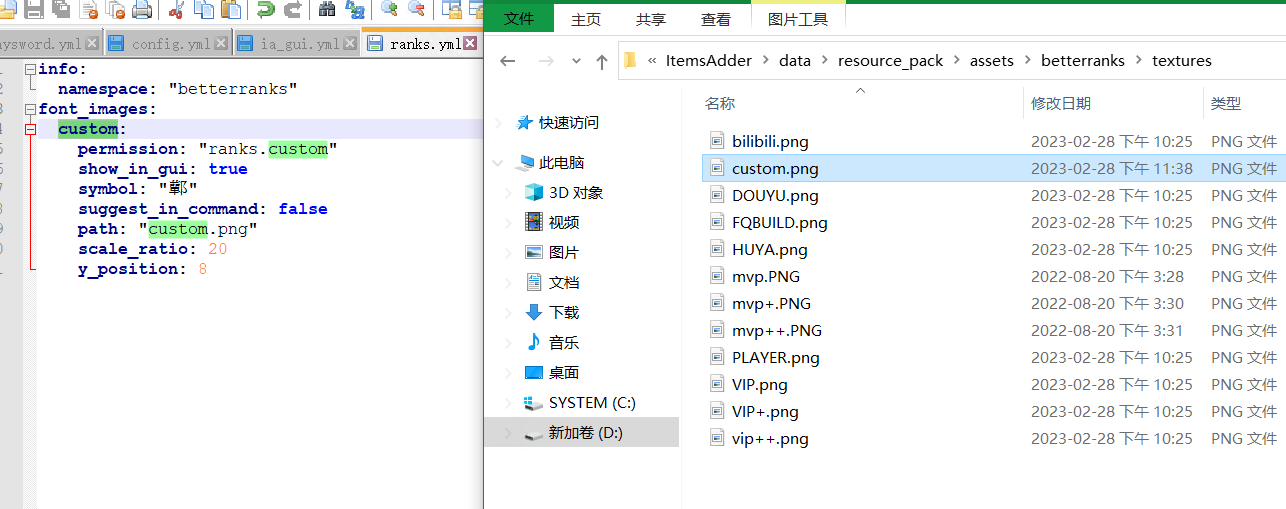 文件 主页 共享 查看 图片工具
aysword.yml config.yml ia_gui.yml ranks.yml
« ItemsAdder > data > resource_pack > assets > betterranks > textures
info:
namespace: "betterranks"
font_images:
custom:
permission: "ranks.custom"
show_in_gui: true
symbol: "鄆"
suggest_in_command: false
path: "custom.png"
scale_ratio: 20
y_position: 8
快速访问
此电脑
3D 对象
视频
图片
文档
下载
音乐
桌面
SYSTEM (C:)
新加卷 (D:)
名称 修改日期 类型
bilibili.png 2023-02-28 下午 10:25 PNG 文件
custom.png 2023-02-28 下午 11:38 PNG 文件
DOUYU.png 2023-02-28 下午 10:25 PNG 文件
FQBUILD.png 2023-02-28 下午 10:25 PNG 文件
HUYA.png 2023-02-28 下午 10:25 PNG 文件
mvp.PNG 2022-08-20 下午 3:28 PNG 文件
mvp+.PNG 2022-08-20 下午 3:30 PNG 文件
mvp++.PNG 2022-08-20 下午 3:31 PNG 文件
PLAYER.png 2023-02-28 下午 10:25 PNG 文件
VIP.png 2023-02-28 下午 10:25 PNG 文件
VIP+.png 2023-02-28 下午 10:25 PNG 文件
vip++.png 2023-02-28 下午 10:25 PNG 文件